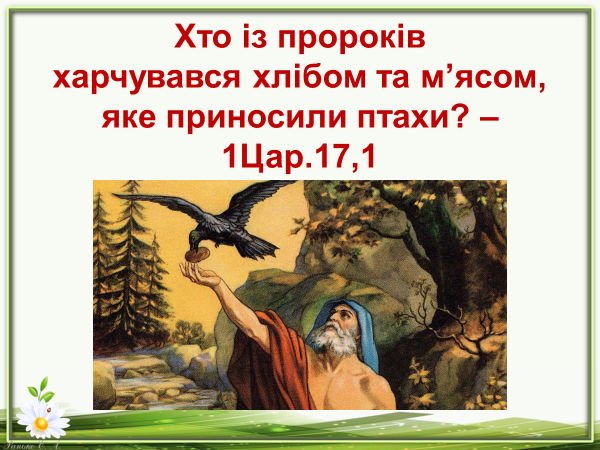 Хто із пророків
харчувався хлібом та м’ясом,
яке приносили птахи? –
1Цар.17,1